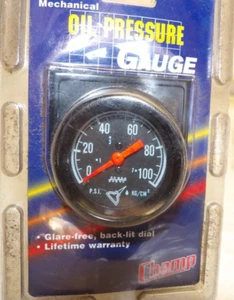 Mechanical
OIL PRESSURE
GAUGE
40 60
20 80
0 100
P.S.I. & KG/CM²
• Glare-free, back-lit dial
• Lifetime warranty
Champ